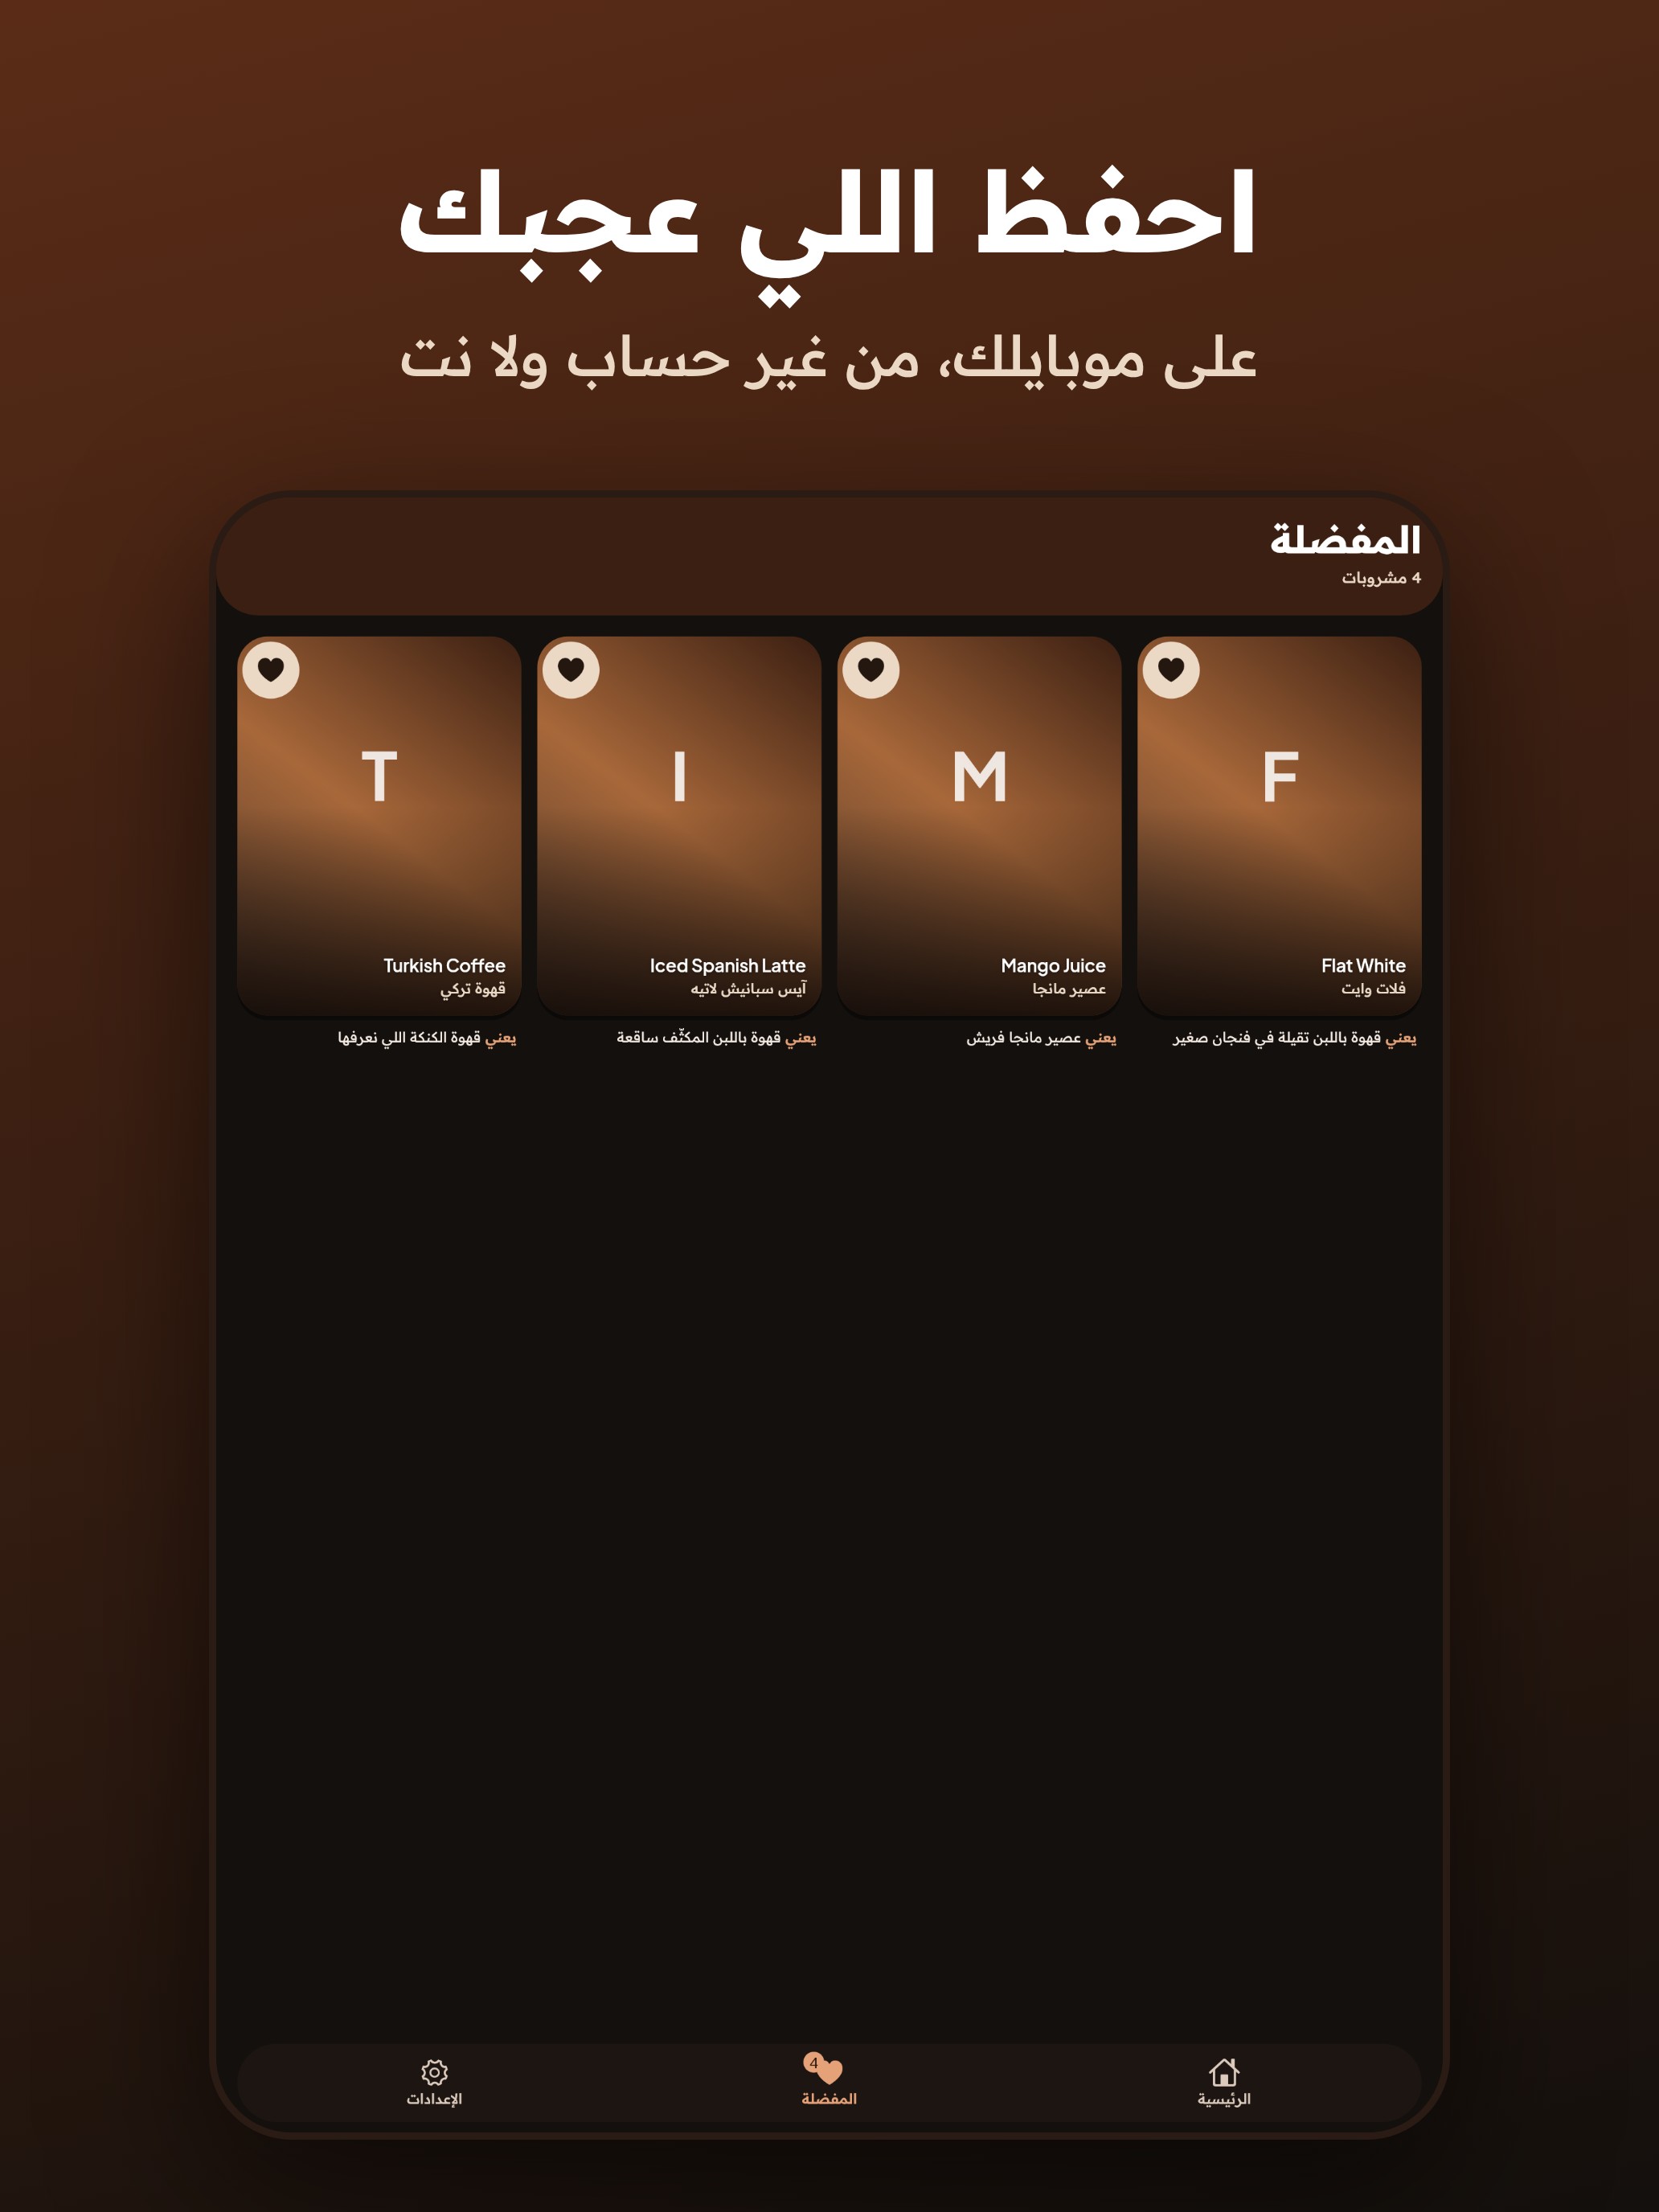 احفظ اللي عجبك
على موبايلك، من غير حساب ولا نت
المفضلة
4 مشروبات
F
Flat White
فلات وايت
يعني قهوة باللبن تقيلة في فنجان صغير
M
Mango Juice
عصير مانجا
يعني عصير مانجا فريش
I
Iced Spanish Latte
آيس سبانيش لاتيه
يعني قهوة باللبن المكثّف ساقعة
T
Turkish Coffee
قهوة تركي
يعني قهوة الكنكة اللي نعرفها
الرئيسية
4
المفضلة
الإعدادات